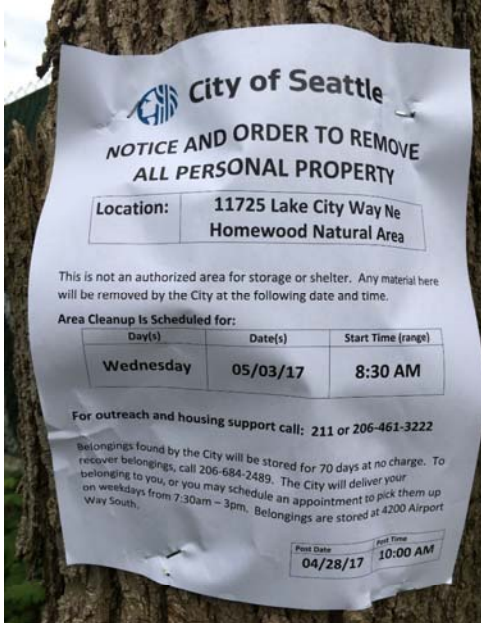 City of Seattle
NOTICE AND ORDER TO REMOVE
ALL PERSONAL PROPERTY
Location: 11725 Lake City Way Ne
Homewood Natural Area
This is not an authorized area for storage or shelter. Any material here
will be removed by the City at the following date and time.
Area Cleanup Is Scheduled for:
Day(s) Date(s) Start Time (range)
Wednesday 05/03/17 8:30 AM
For outreach and housing support call: 211 or 206-461-3222
Belongings found by the City will be stored for 70 days at no charge. To
recover belongings, call 206-684-2489. The City will deliver your
belonging to you, or you may schedule an appointment to pick them up
on weekdays from 7:30am – 3pm. Belongings are stored at 4200 Airport
Way South.
Post Date Post Time
04/28/17 10:00 AM